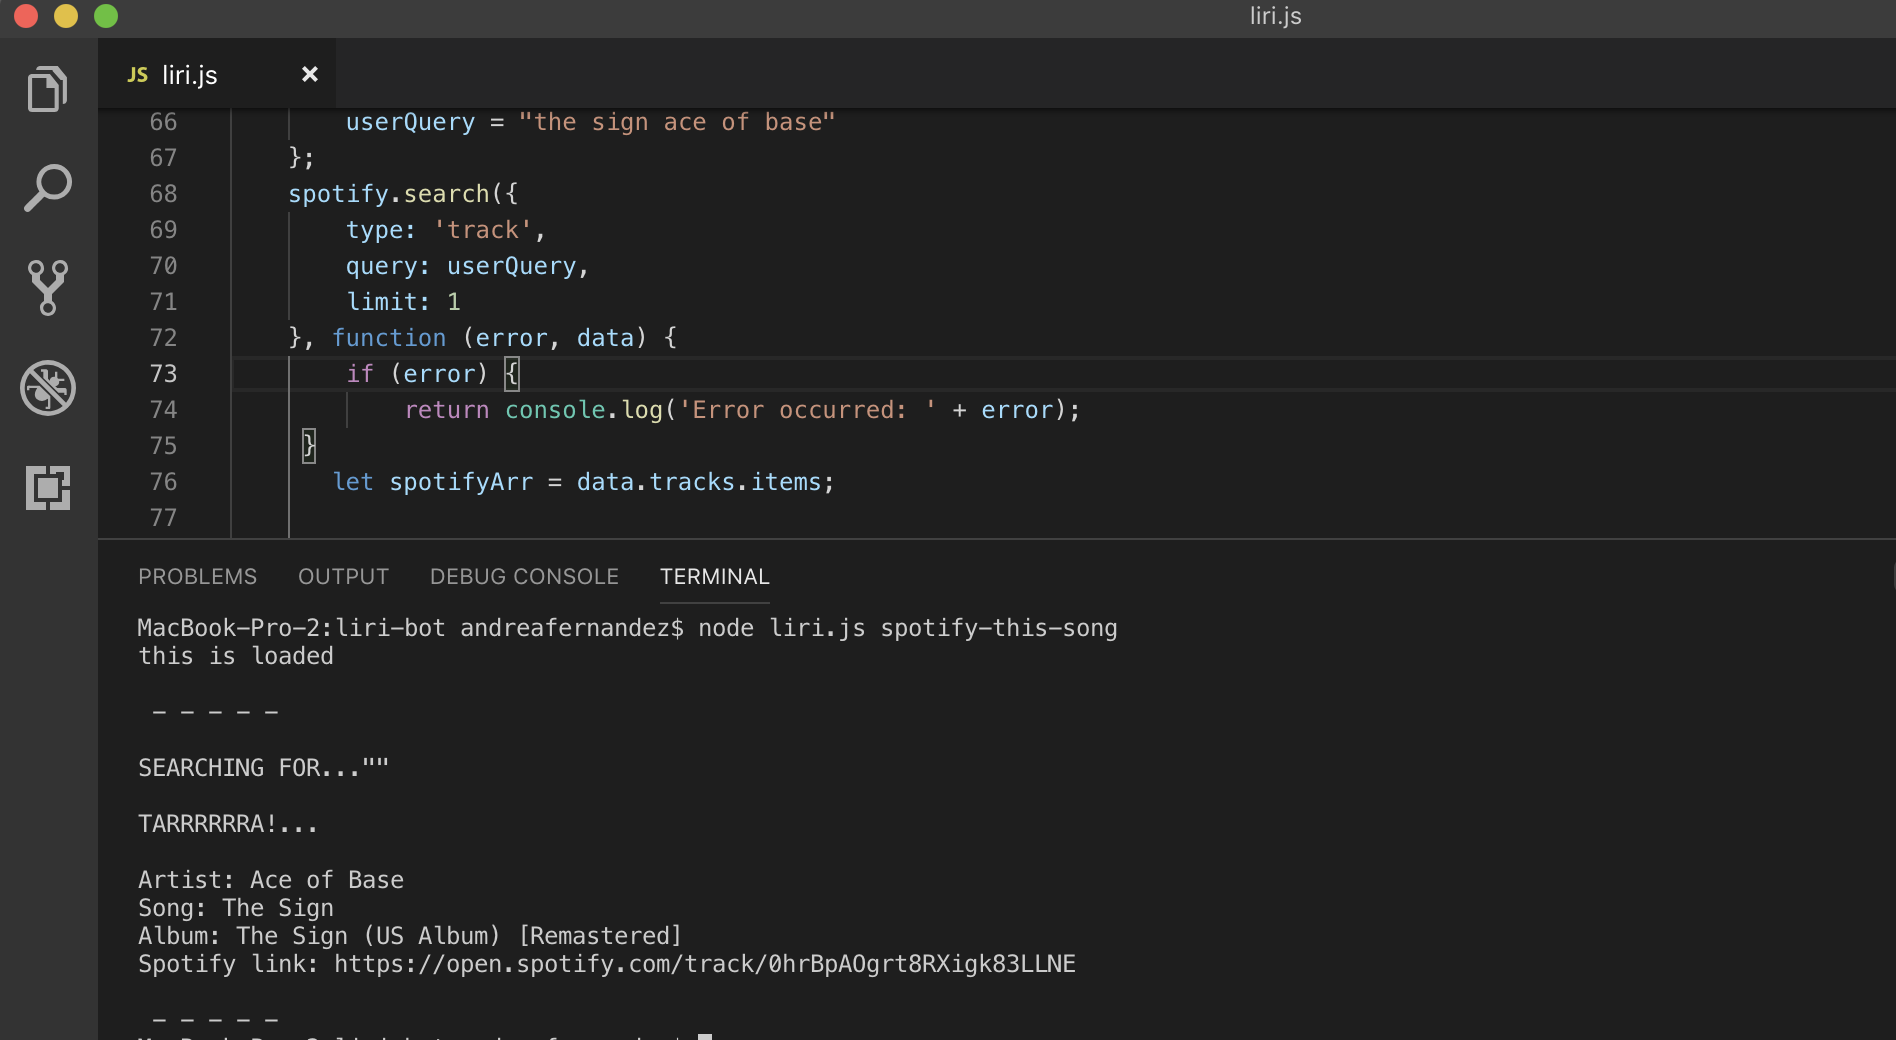 liri.js
JS liri.js ×
66 userQuery = "the sign ace of base"
67 };
68 spotify.search({
69 type: 'track',
70 query: userQuery,
71 limit: 1
72 }, function (error, data) {
73 if (error) {
74 return console.log('Error occurred: ' + error);
75 }
76 let spotifyArr = data.tracks.items;
77
PROBLEMS OUTPUT DEBUG CONSOLE TERMINAL
MacBook-Pro-2:liri-bot andreafernandez$ node liri.js spotify-this-song
this is loaded
- - - - -
SEARCHING FOR...""
TARRRRRRA!...
Artist: Ace of Base
Song: The Sign
Album: The Sign (US Album) [Remastered]
Spotify link: https://open.spotify.com/track/0hrBpAOgrt8RXigk83LLNE
- - - - -